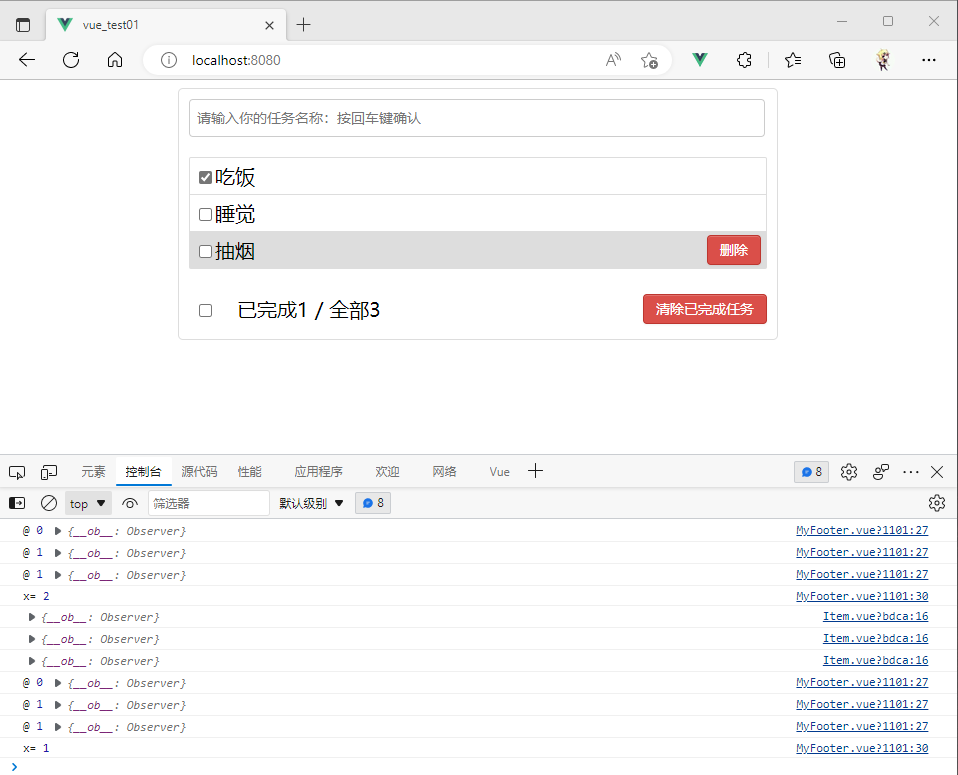 vue_test01
localhost:8080
请输入你的任务名称：按回车键确认
吃饭
睡觉
抽烟 删除
已完成1 / 全部3 清除已完成任务
元素 控制台 源代码 性能 应用程序 欢迎 网络 Vue 8
top 筛选器 默认级别 8
@ 0 {__ob__: Observer} MyFooter.vue?1101:27
@ 1 {__ob__: Observer} MyFooter.vue?1101:27
@ 1 {__ob__: Observer} MyFooter.vue?1101:27
x= 2 MyFooter.vue?1101:30
{__ob__: Observer} Item.vue?bdca:16
{__ob__: Observer} Item.vue?bdca:16
{__ob__: Observer} Item.vue?bdca:16
@ 0 {__ob__: Observer} MyFooter.vue?1101:27
@ 1 {__ob__: Observer} MyFooter.vue?1101:27
@ 1 {__ob__: Observer} MyFooter.vue?1101:27
x= 1 MyFooter.vue?1101:30